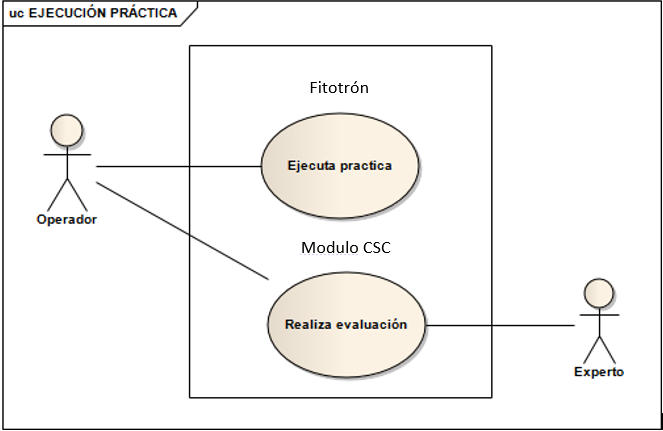 uc EJECUCIÓN PRÁCTICA
Fitotrón
Ejecuta practica
Operador
Modulo CSC
Realiza evaluación
Experto